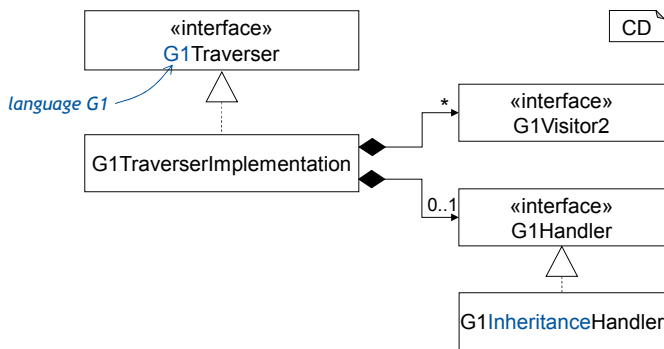 «interface»
G1Traverser
CD
language G1
«interface»
G1Visitor2
*
G1TraverserImplementation
0..1
«interface»
G1Handler
G1InheritanceHandler